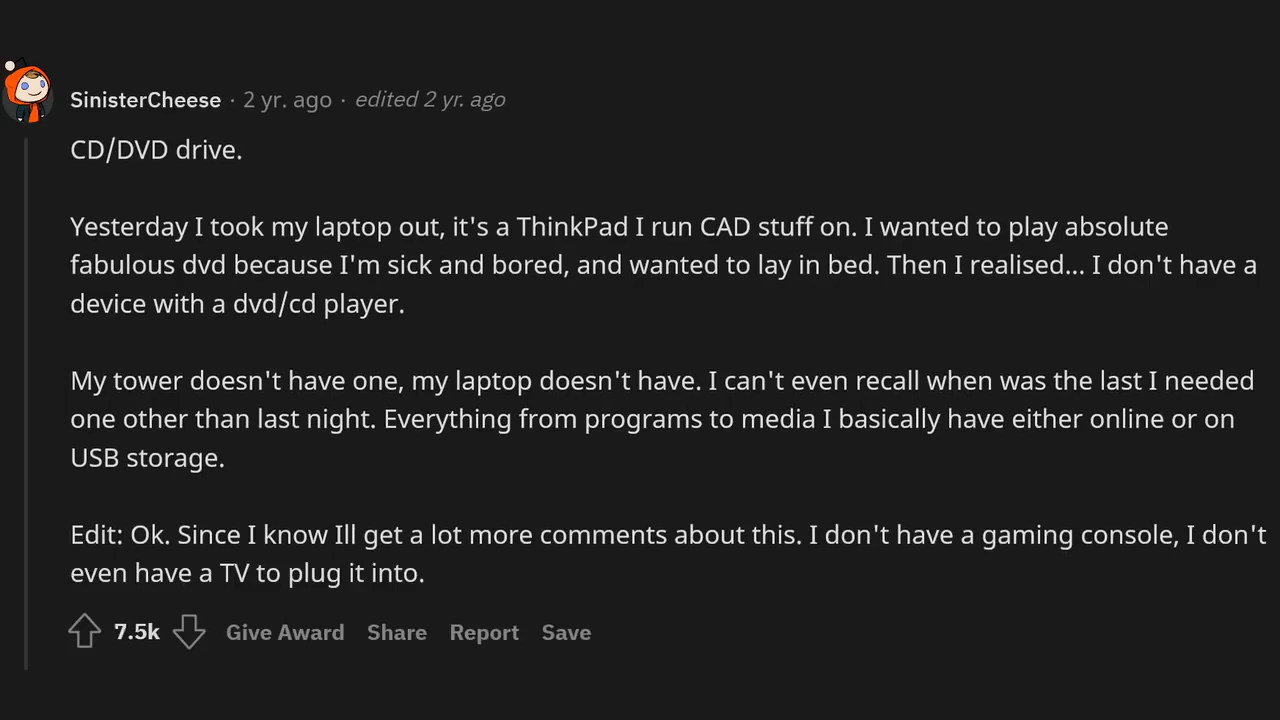 SinisterCheese · 2 yr. ago · edited 2 yr. ago
CD/DVD drive.
Yesterday I took my laptop out, it's a ThinkPad I run CAD stuff on. I wanted to play absolute
fabulous dvd because I'm sick and bored, and wanted to lay in bed. Then I realised... I don't have a
device with a dvd/cd player.
My tower doesn't have one, my laptop doesn't have. I can't even recall when was the last I needed
one other than last night. Everything from programs to media I basically have either online or on
USB storage.
Edit: Ok. Since I know Ill get a lot more comments about this. I don't have a gaming console, I don't
even have a TV to plug it into.
7.5k Give Award Share Report Save